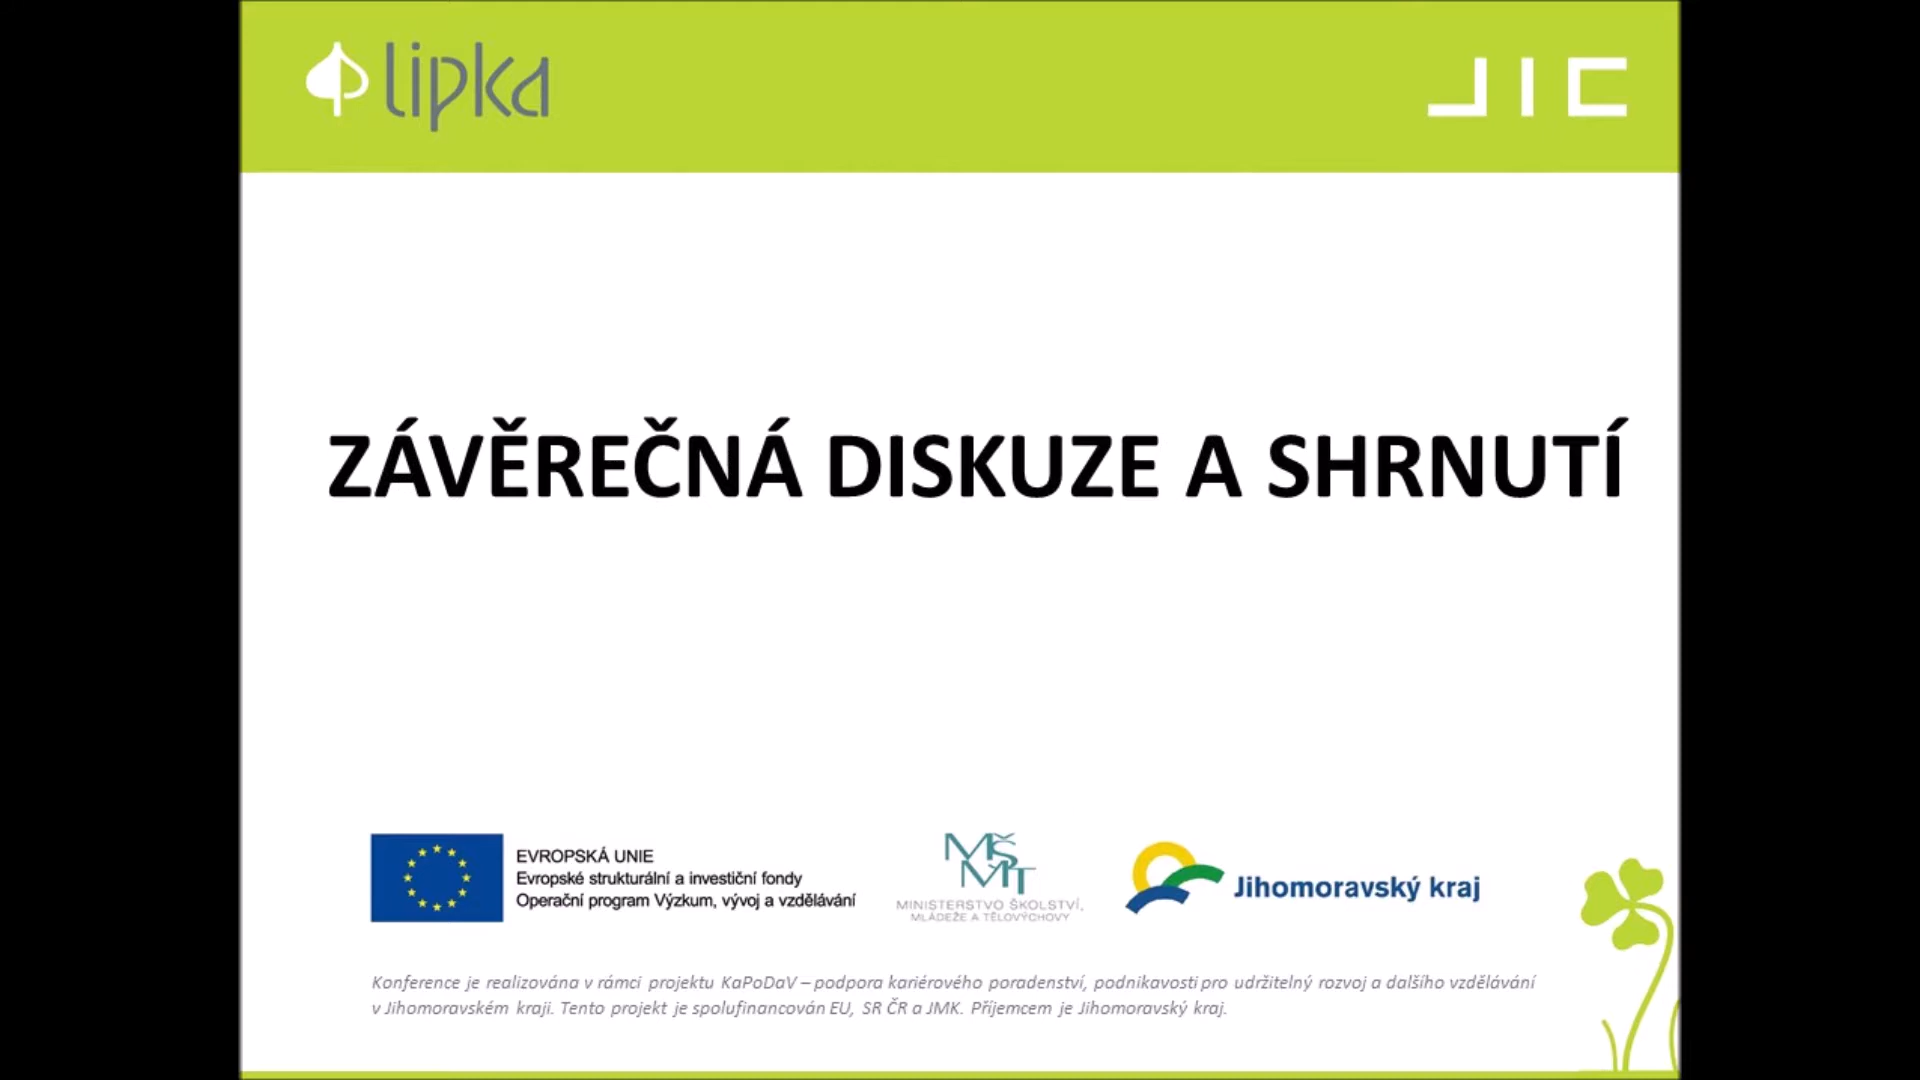 lipka
JIC
ZÁVĚREČNÁ DISKUZE A SHRNUTÍ
EVROPSKÁ UNIE
Evropské strukturální a investiční fondy
Operační program Výzkum, vývoj a vzdělávání
MŠMT
MINISTERSTVO ŠKOLSTVÍ,
MLÁDEŽE A TĚLOVÝCHOVY
Jihomoravský kraj
Konference je realizována v rámci projektu KaPoDaV – podpora kariérového poradenství, podnikavosti pro udržitelný rozvoj a dalšího vzdělávání
v Jihomoravském kraji. Tento projekt je spolufinancován EU, SR ČR a JMK. Příjemcem je Jihomoravský kraj.